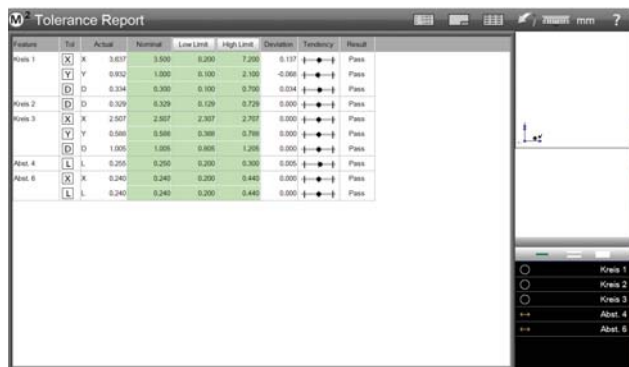 M2 Tolerance Report mm ?
Feature Tol Actual Nominal Low Limit High Limit Deviation Tendency Result
Kreis 1 X X 3.637 3.500 0.200 7.200 0.137 Pass
Y Y 0.932 1.000 0.100 2.100 -0.068 Pass
D D 0.334 0.300 0.100 0.700 0.034 Pass
Kreis 2 D D 0.329 0.329 0.129 0.729 0.000 Pass
Kreis 3 X X 2.507 2.507 2.307 2.707 0.000 Pass
Y Y 0.588 0.588 0.388 0.788 0.000 Pass
D D 1.005 1.005 0.805 1.205 0.000 Pass
Abst. 4 L L 0.255 0.250 0.200 0.300 0.005 Pass
Abst. 6 X X 0.240 0.240 0.200 0.440 0.000 Pass
L L 0.240 0.240 0.200 0.440 0.000 Pass
Kreis 1
Kreis 2
Kreis 3
Abst. 4
Abst. 6